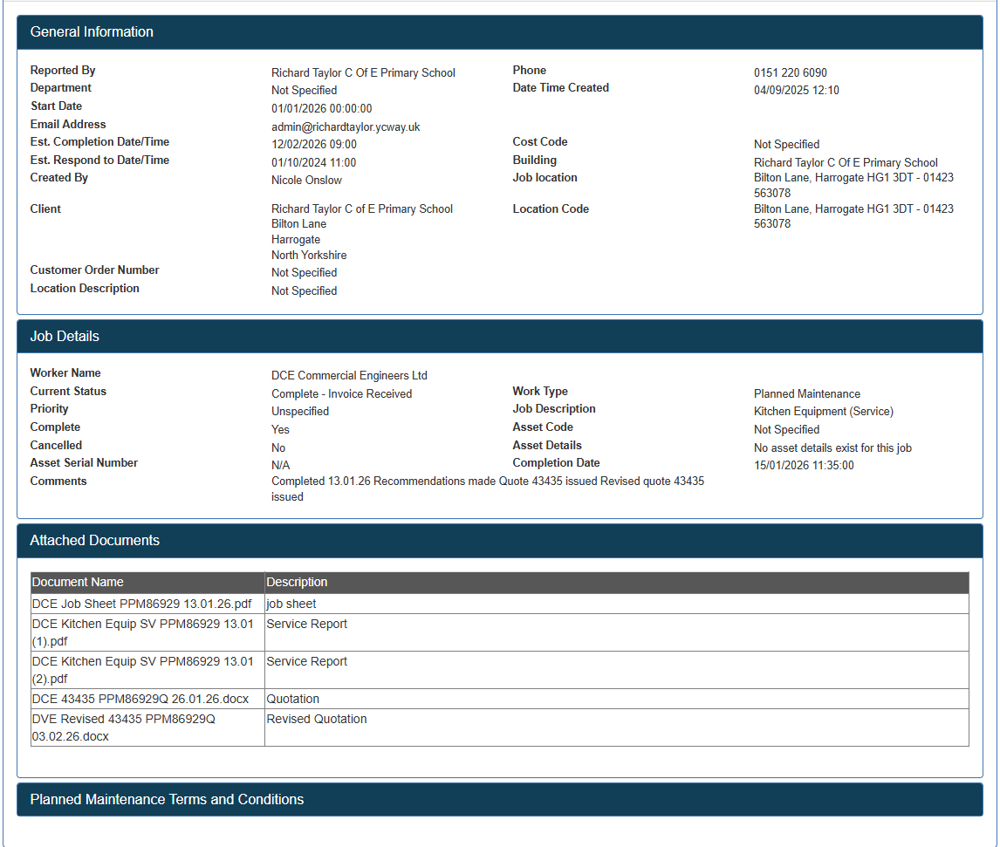 General Information
Reported By Richard Taylor C Of E Primary School Phone 0151 220 6090
Department Not Specified Date Time Created 04/09/2025 12:10
Start Date 01/01/2026 00:00:00
Email Address admin@richardtaylor.ycway.uk
Est. Completion Date/Time 12/02/2026 09:00 Cost Code Not Specified
Est. Respond to Date/Time 01/10/2024 11:00 Building Richard Taylor C Of E Primary School
Created By Nicole Onslow Job location Bilton Lane, Harrogate HG1 3DT - 01423
563078
Client Richard Taylor C of E Primary School Location Code Bilton Lane, Harrogate HG1 3DT - 01423
Bilton Lane 563078
Harrogate
North Yorkshire
Customer Order Number Not Specified
Location Description Not Specified
Job Details
Worker Name DCE Commercial Engineers Ltd
Current Status Complete - Invoice Received Work Type Planned Maintenance
Priority Unspecified Job Description Kitchen Equipment (Service)
Complete Yes Asset Code Not Specified
Cancelled No Asset Details No asset details exist for this job
Asset Serial Number N/A Completion Date 15/01/2026 11:35:00
Comments Completed 13.01.26 Recommendations made Quote 43435 issued Revised quote 43435
issued
Attached Documents
Document Name Description
DCE Job Sheet PPM86929 13.01.26.pdf job sheet
DCE Kitchen Equip SV PPM86929 13.01 Service Report
(1).pdf
DCE Kitchen Equip SV PPM86929 13.01 Service Report
(2).pdf
DCE 43435 PPM86929Q 26.01.26.docx Quotation
DVE Revised 43435 PPM86929Q Revised Quotation
03.02.26.docx
Planned Maintenance Terms and Conditions